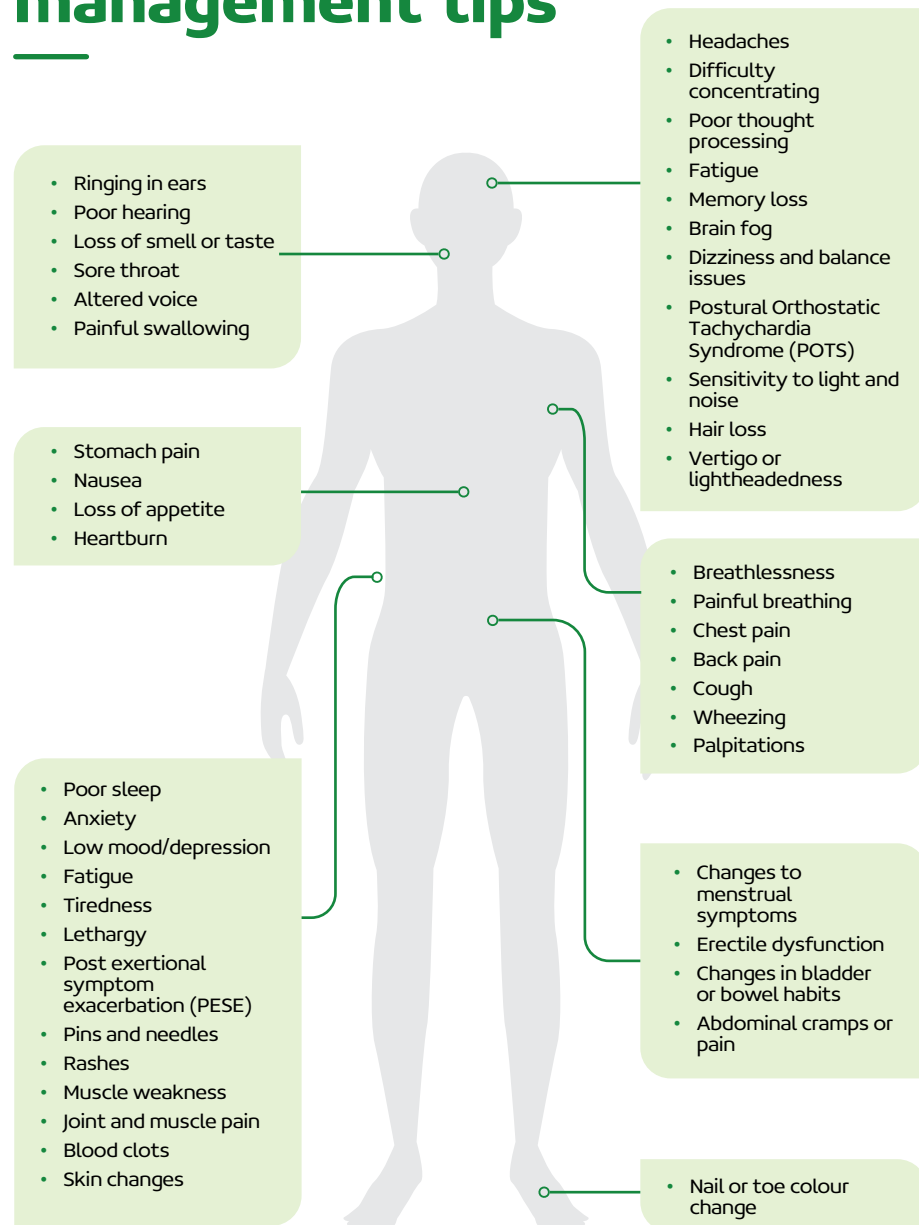 management tips
• Ringing in ears
• Poor hearing
• Loss of smell or taste
• Sore throat
• Altered voice
• Painful swallowing
• Stomach pain
• Nausea
• Loss of appetite
• Heartburn
• Poor sleep
• Anxiety
• Low mood/depression
• Fatigue
• Tiredness
• Lethargy
• Post exertional
symptom
exacerbation (PESE)
• Pins and needles
• Rashes
• Muscle weakness
• Joint and muscle pain
• Blood clots
• Skin changes
• Headaches
• Difficulty
concentrating
• Poor thought
processing
• Fatigue
• Memory loss
• Brain fog
• Dizziness and balance
issues
• Postural Orthostatic
Tachychardia
Syndrome (POTS)
• Sensitivity to light and
noise
• Hair loss
• Vertigo or
lightheadedness
• Breathlessness
• Painful breathing
• Chest pain
• Back pain
• Cough
• Wheezing
• Palpitations
• Changes to
menstrual
symptoms
• Erectile dysfunction
• Changes in bladder
or bowel habits
• Abdominal cramps or
pain
• Nail or toe colour
change